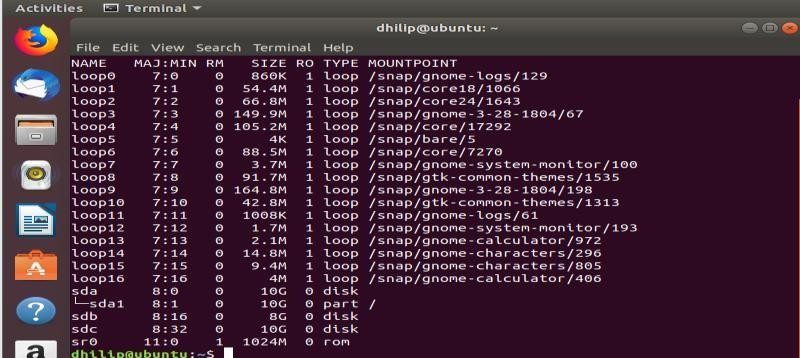 Activities Terminal
dhilip@ubuntu: ~
File Edit View Search Terminal Help
NAME MAJ:MIN RM SIZE RO TYPE MOUNTPOINT
loop0 7:0 0 860K 1 loop /snap/gnome-logs/129
loop1 7:1 0 54.4M 1 loop /snap/core18/1066
loop2 7:2 0 66.8M 1 loop /snap/core24/1643
loop3 7:3 0 149.9M 1 loop /snap/gnome-3-28-1804/67
loop4 7:4 0 105.2M 1 loop /snap/core/17292
loop5 7:5 0 4K 1 loop /snap/bare/5
loop6 7:6 0 88.5M 1 loop /snap/core/7270
loop7 7:7 0 3.7M 1 loop /snap/gnome-system-monitor/100
loop8 7:8 0 91.7M 1 loop /snap/gtk-common-themes/1535
loop9 7:9 0 164.8M 1 loop /snap/gnome-3-28-1804/198
loop10 7:10 0 42.8M 1 loop /snap/gtk-common-themes/1313
loop11 7:11 0 1008K 1 loop /snap/gnome-logs/61
loop12 7:12 0 1.7M 1 loop /snap/gnome-system-monitor/193
loop13 7:13 0 2.1M 1 loop /snap/gnome-calculator/972
loop14 7:14 0 14.8M 1 loop /snap/gnome-characters/296
loop15 7:15 0 9.4M 1 loop /snap/gnome-characters/805
loop16 7:16 0 4M 1 loop /snap/gnome-calculator/406
sda 8:0 0 10G 0 disk
└─sda1 8:1 0 10G 0 part /
sdb 8:16 0 8G 0 disk
sdc 8:32 0 10G 0 disk
sr0 11:0 1 1024M 0 rom
dhilip@ubuntu:~$